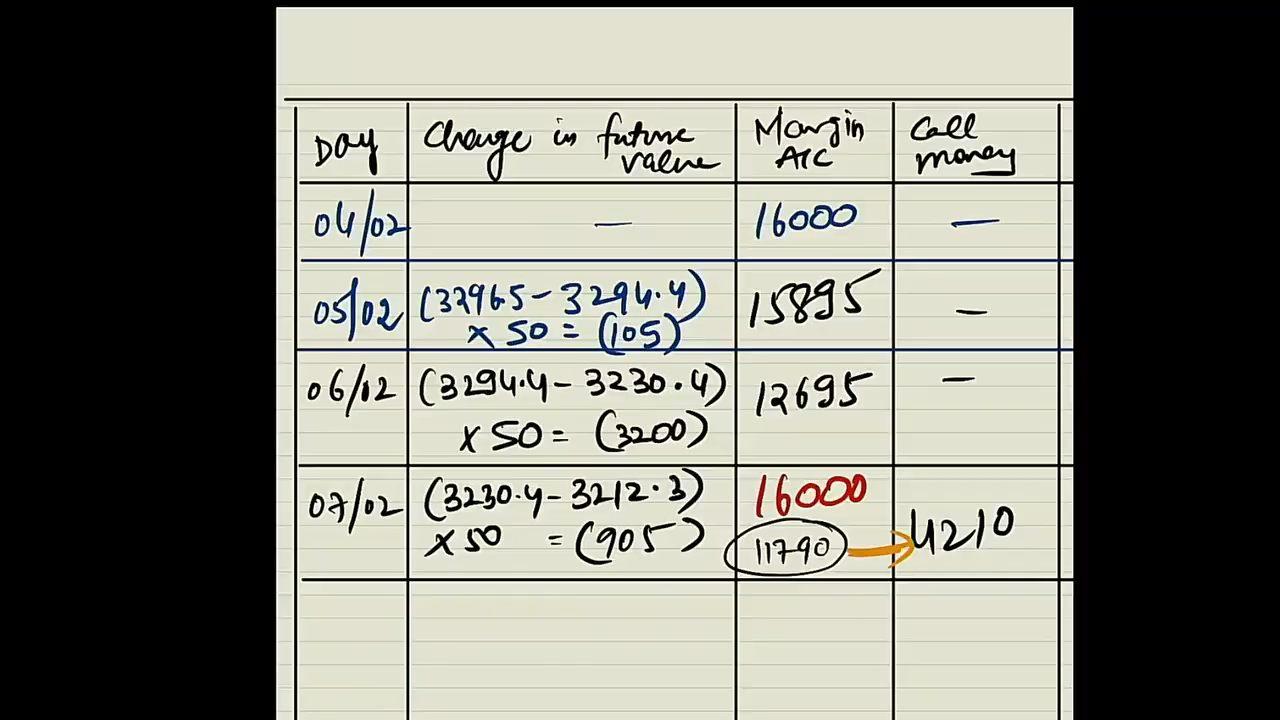 Day Change in future value Margin A/C Call money
04/02 — 16000 —
05/02 (3296.5 - 3294.4) x 50 = (105) 15895 —
06/02 (3294.4 - 3230.4) x 50 = (3200) 12695 —
07/02 (3230.4 - 3212.3) x 50 = (905) 16000 11790 → 4210